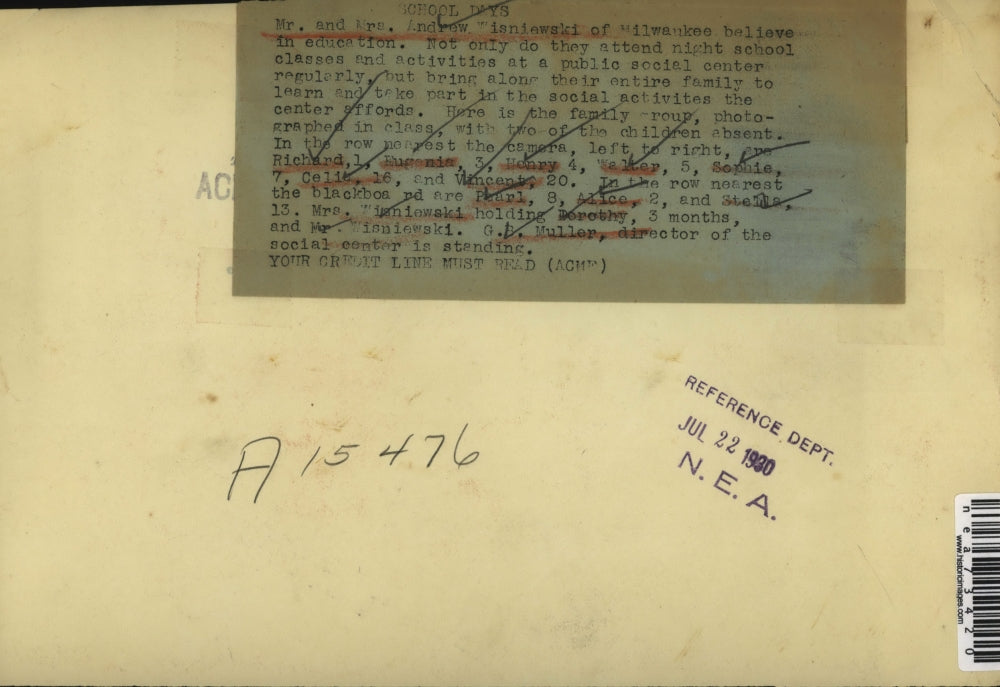 SCHOOL DAYS
Mr. and Mrs. Andrew Wisniewski of Milwaukee believe
in education. Not only do they attend night school
classes and activities at a public social center
regularly, but bring along their entire family to
learn and take part in the social activites the
center affords. Here is the family group, photo-
graphed in class, with two of the children absent.
In the row nearest the camera, left to right, are
Richard,1, Eugenia, 3, Henry 4, Walter, 5, Sophie,
7, Celia, 16, and Vincent, 20. In the row nearest
the blackboa rd are Pearl, 8, Alice, 2, and Stella,
13. Mrs. Wisniewski holding Dorothy, 3 months,
and Mr. Wisniewski. G.B. Muller, director of the
social center is standing.
YOUR CREDIT LINE MUST READ (ACME)
AC
A 15476
REFERENCE DEPT.
JUL 22 1930
N. E. A.
nea73420
www.historicimages.com